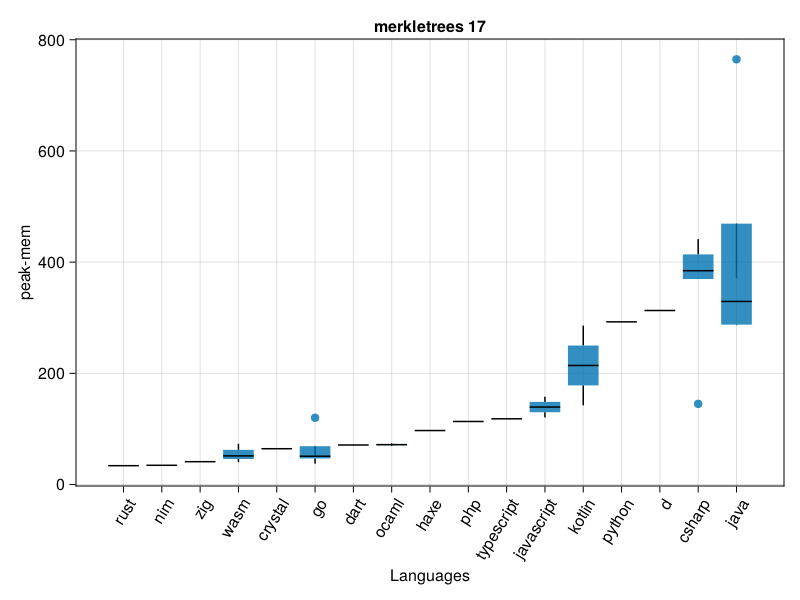 merkletrees 17
peak-mem
800
600
400
200
0
rust
nim
zig
wasm
crystal
go
dart
ocaml
haxe
php
typescript
javascript
kotlin
python
d
csharp
java
Languages